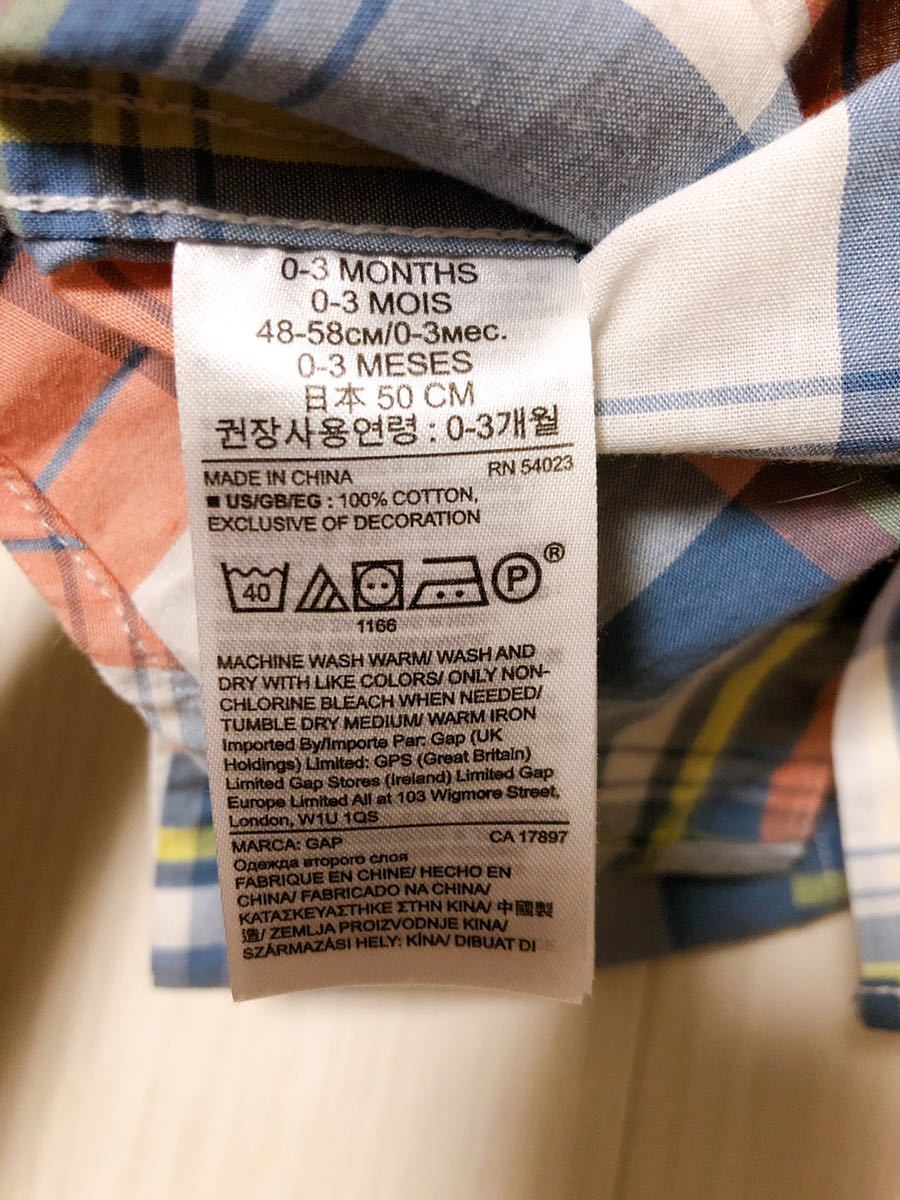 0-3 MONTHS
0-3 MOIS
48-58см/0-3мес.
0-3 MESES
日本 50 CM
권장사용연령 : 0-3개월
MADE IN CHINA RN 54023
■ US/GB/EG : 100% COTTON,
EXCLUSIVE OF DECORATION
40 P ®
1166
MACHINE WASH WARM/ WASH AND
DRY WITH LIKE COLORS/ ONLY NON-
CHLORINE BLEACH WHEN NEEDED/
TUMBLE DRY MEDIUM/ WARM IRON
Imported By/Importe Par: Gap (UK
Holdings) Limited: GPS (Great Britain)
Limited Gap Stores (Ireland) Limited Gap
Europe Limited All at 103 Wigmore Street,
London, W1U 1QS
MARCA: GAP CA 17897
Одежда второго слоя
FABRIQUE EN CHINE/ HECHO EN
CHINA/ FABRICADO NA CHINA/
ΚΑΤΑΣΚΕΥΑΣΤΗΚΕ ΣΤΗΝ ΚΙΝΑ/ 中國製
造/ ZEMLJA PROIZVODNJE KINA/
SZÁRMAZÁSI HELY: KÍNA/ DIBUAT DI